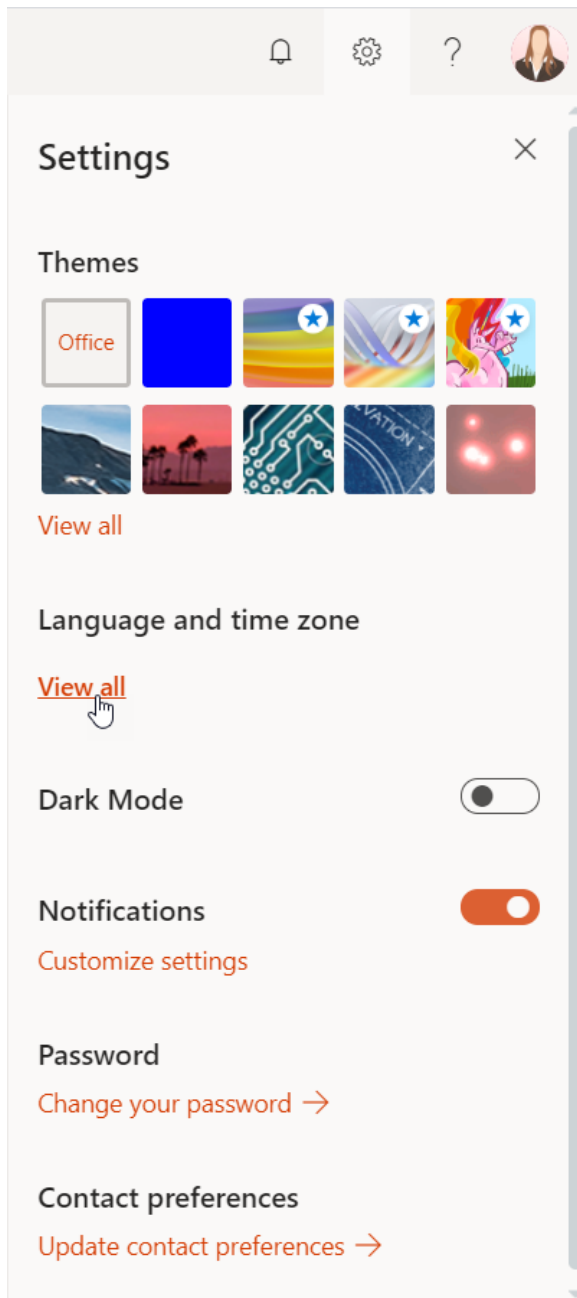 Settings
Themes
Office
VATION
View all
Language and time zone
View all
Dark Mode
Notifications
Customize settings
Password
Change your password
Contact preferences
Update contact preferences